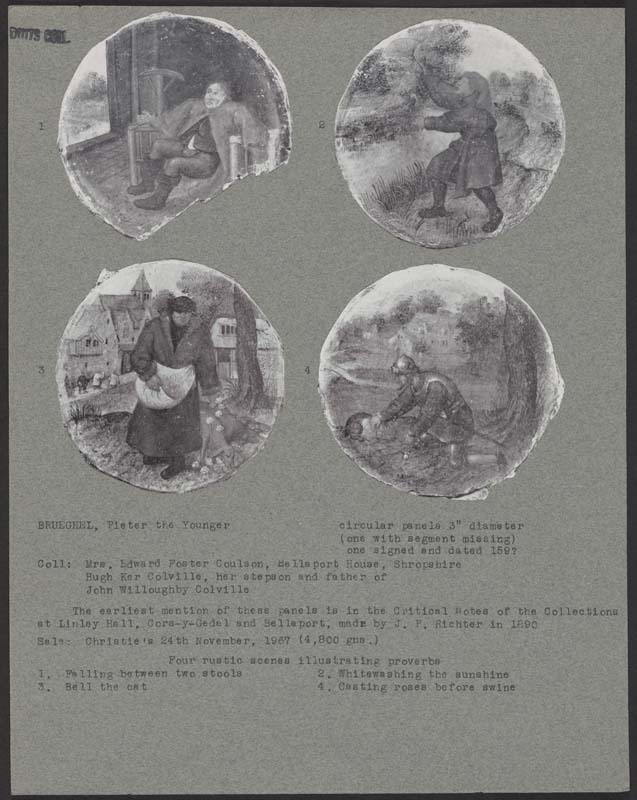 DWITS COLL.
1
2
3
4
BRUEGHEL, Pieter the Younger
circular panels 3" diameter
(one with segment missing)
one signed and dated 159?
Coll: Mrs. Edward Foster Coulson, Bellaport House, Shropshire
Hugh Ker Colville, her stepson and father of
John Willoughby Colville
The earliest mention of these panels is in the Critical Notes of the Collections
at Linley Hall, Cors-y-Gedol and Bellaport, made by J. P. Richter in 1890
Sale: Christie's 24th November, 1967 (4,800 gns.)
Four rustic scenes illustrating proverbs
1. Falling between two stools
2. Whitewashing the sunshine
3. Bell the cat
4. Casting roses before swine